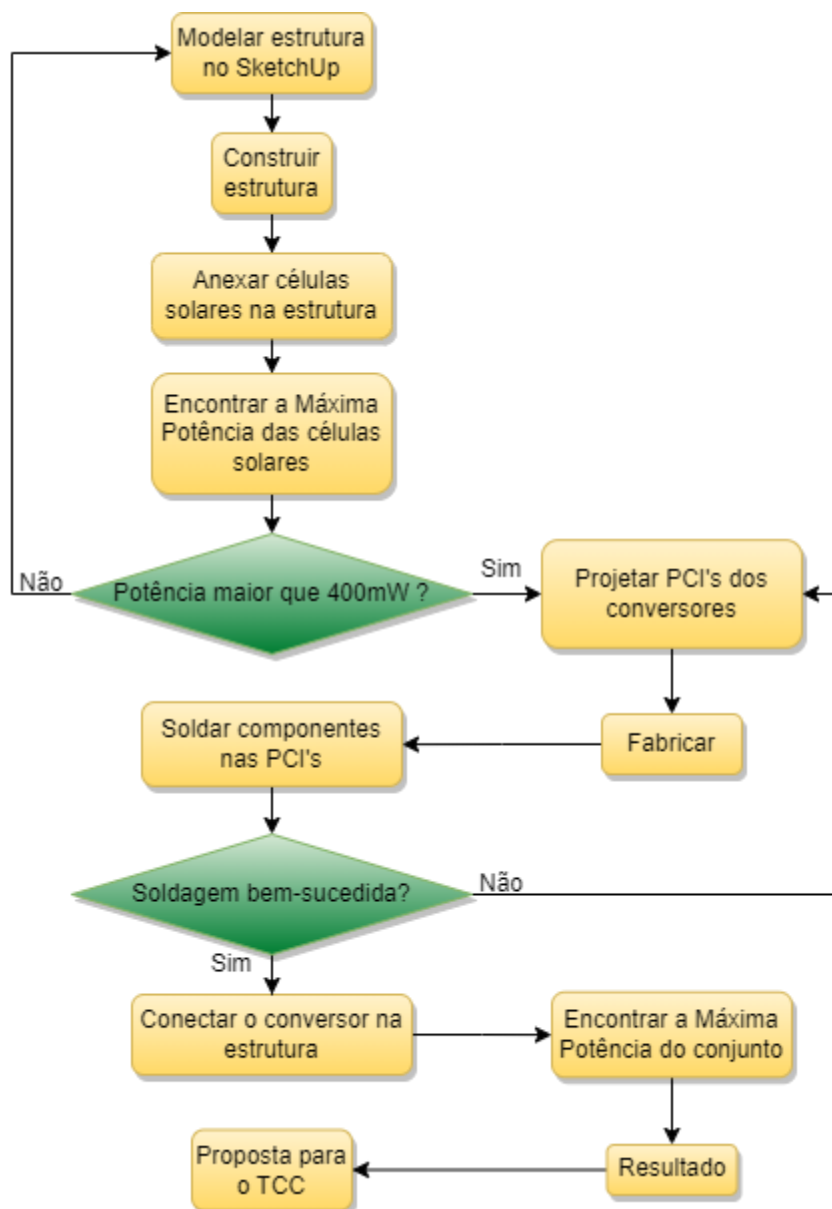 Modelar estrutura
no SketchUp
Construir
estrutura
Anexar células
solares na estrutura
Encontrar a Máxima
Potência das células
solares
Não
Potência maior que 400mW ?
Sim
Projetar PCI's dos
conversores
Fabricar
Soldar componentes
nas PCI's
Soldagem bem-sucedida?
Não
Sim
Conectar o conversor na
estrutura
Encontrar a Máxima
Potência do conjunto
Resultado
Proposta para
o TCC